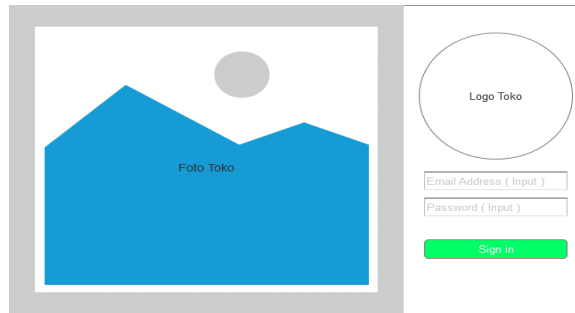 Foto Toko
Logo Toko
Email Address ( Input )
Password ( Input )
Sign in